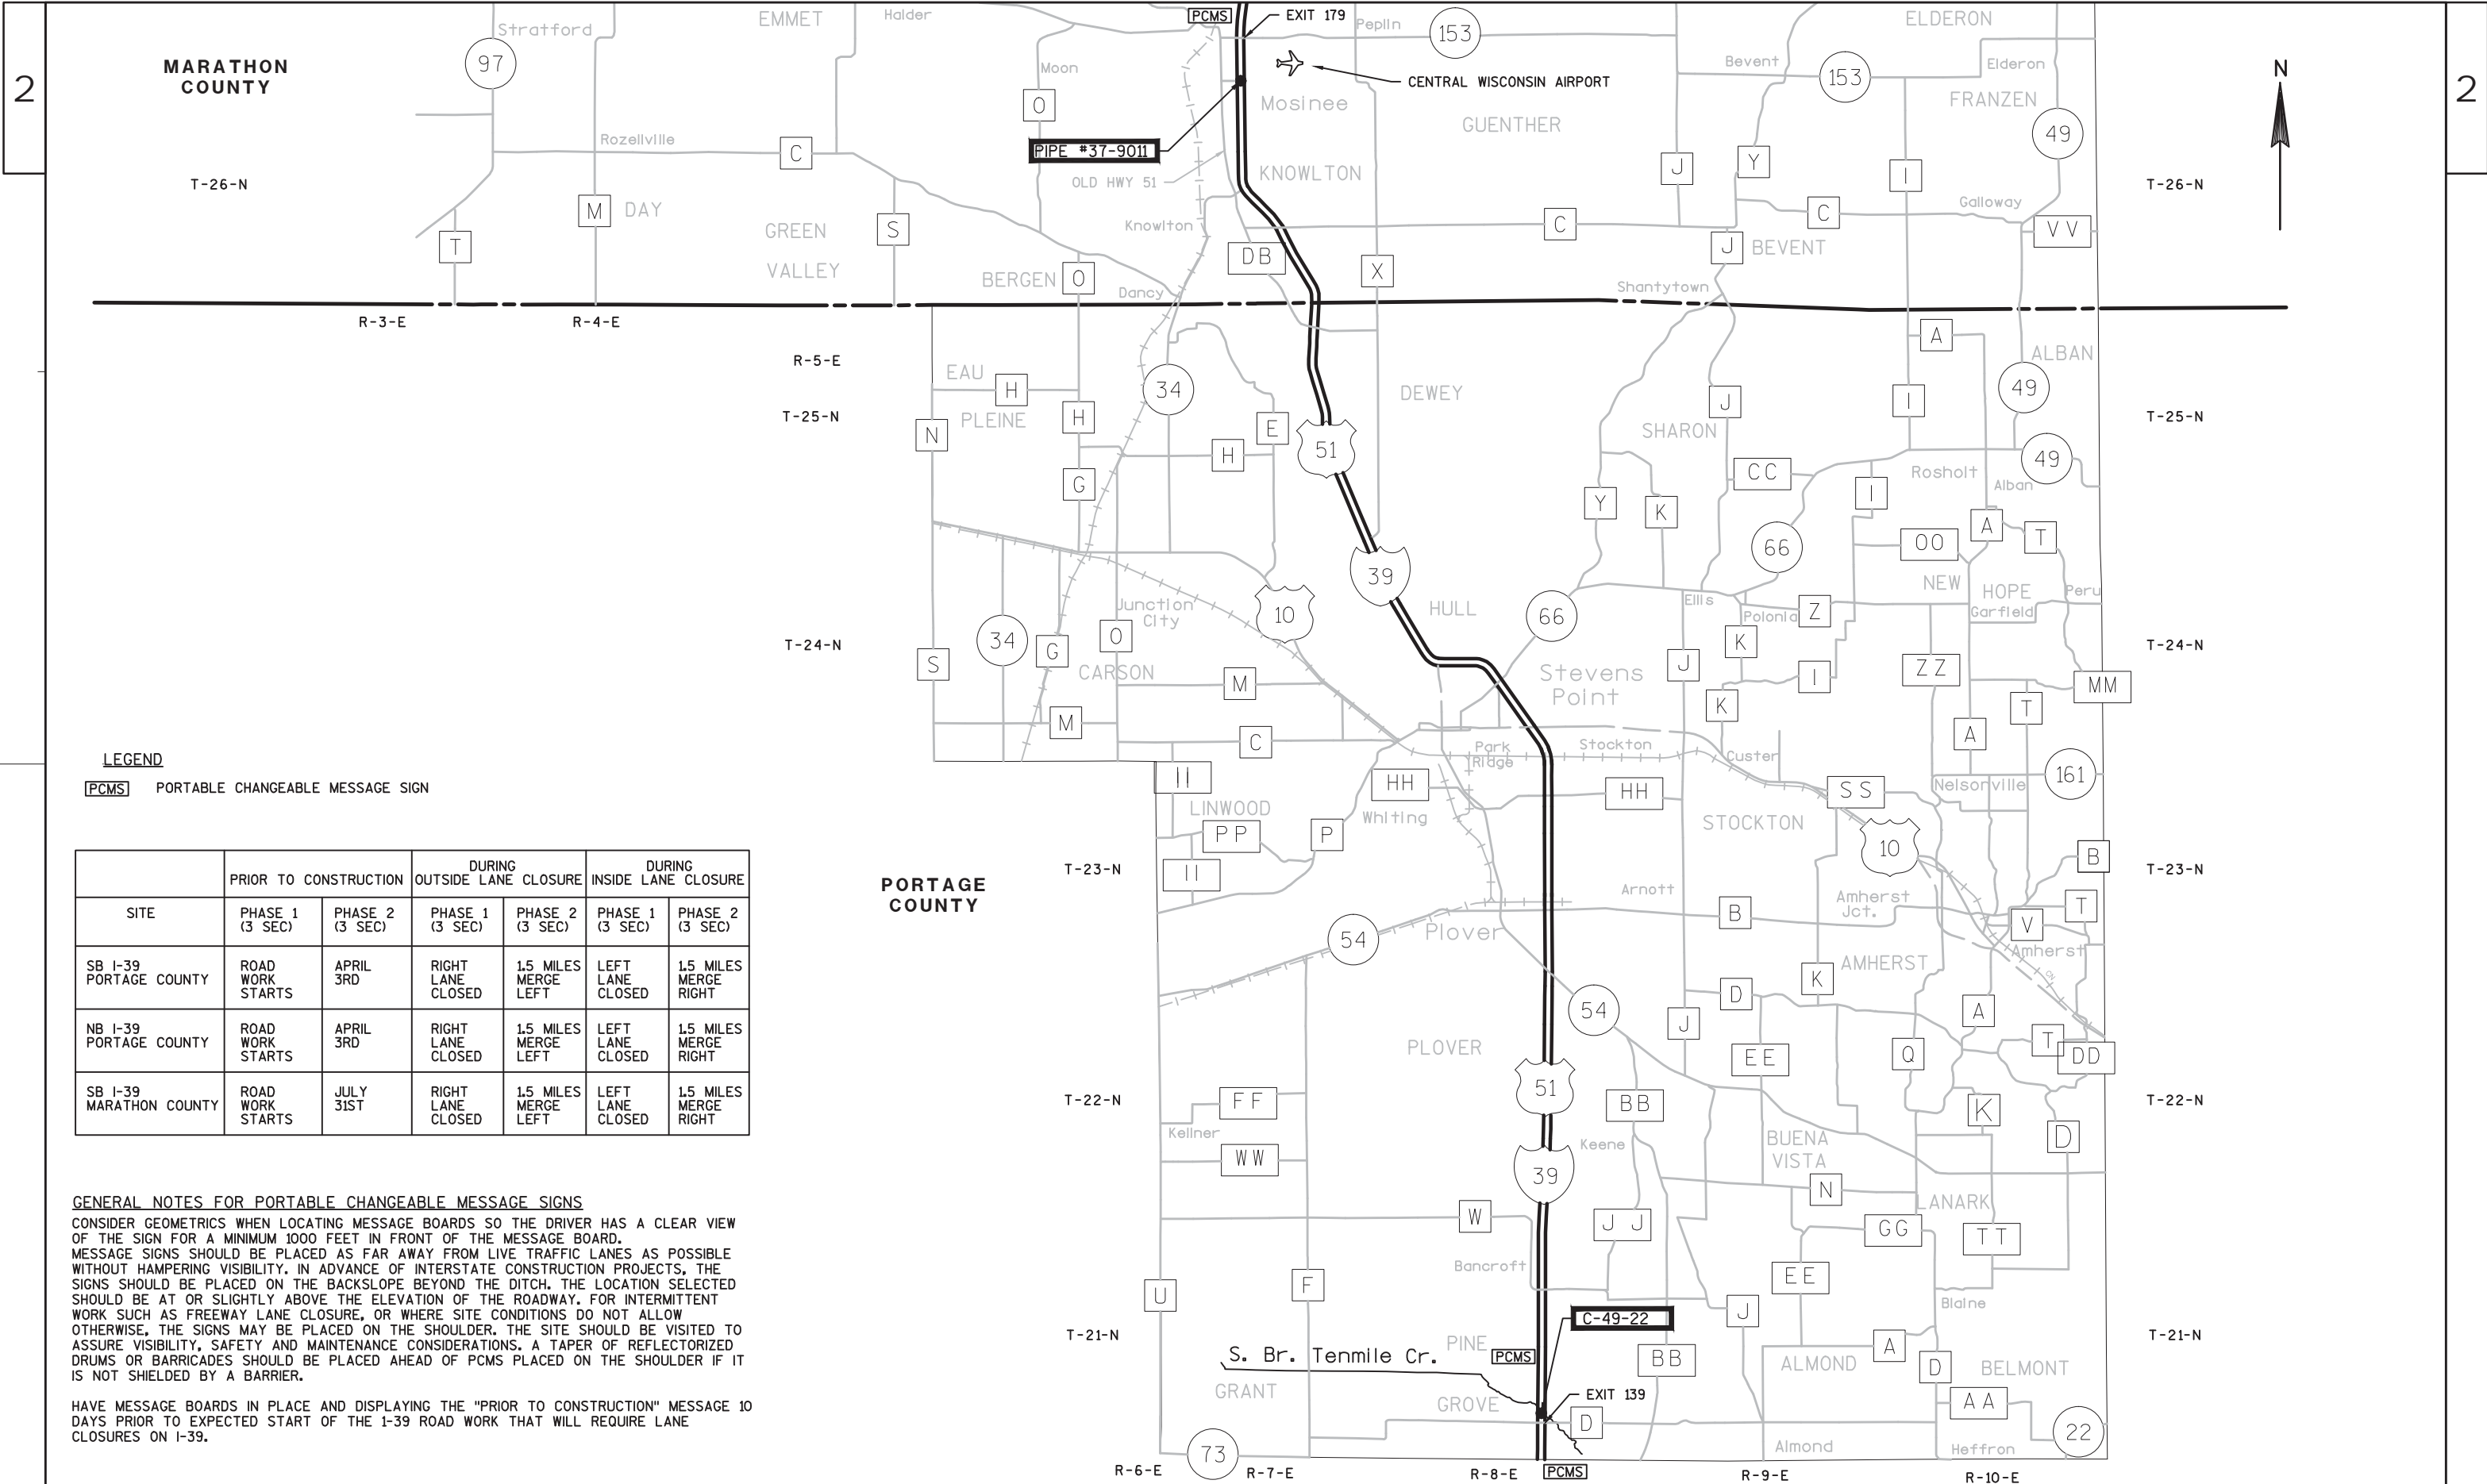 2
2
MARATHON
COUNTY
Stratford
EMMET
Halder
PCMS
EXIT 179
Peplin
153
ELDERON
97
Moon
O
CENTRAL WISCONSIN AIRPORT
Mosinee
Bevent
153
Elderon
FRANZEN
N
Rozellville
C
PIPE #37-9011
OLD HWY 51
GUENTHER
KNOWLTON
J
Y
I
49
T-26-N
T-26-N
M
DAY
T
GREEN
VALLEY
S
Knowlton
DB
C
C
Galloway
VV
J
BEVENT
BERGEN
O
Dancy
X
Shantytown
R-3-E
R-4-E
R-5-E
A
ALBAN
EAU
PLEINE
H
34
DEWEY
J
I
49
T-25-N
T-25-N
N
H
E
H
51
SHARON
CC
Rosholt
49
Alban
G
Y
K
I
A
T
66
OO
39
10
NEW
HOPE
Peru
Junction
City
HULL
66
Ellis
Polonia
Z
Garfield
T-24-N
T-24-N
S
34
G
O
CARSON
K
J
ZZ
MM
M
Stevens
Point
I
K
T
M
C
A
Park
Ridge
Stockton
Custer
161
LEGEND
PCMS PORTABLE CHANGEABLE MESSAGE SIGN
II
HH
HH
SS
Nelsonville
LINWOOD
PP
P
Whiting
STOCKTON
10
B
II
T-23-N
T-23-N
PORTAGE
COUNTY
Arnott
B
Amherst
Jct.
T
V
54
Plover
Amherst
CN
AMHERST
K
D
54
A
J
PLOVER
EE
Q
T
DD
51
T-22-N
T-22-N
FF
Kellner
BB
K
D
BUENA
VISTA
Keene
WW
39
N
LANARK
W
JJ
GG
TT
Bancroft
EE
U
F
Blaine
J
C-49-22
T-21-N
T-21-N
S. Br. Tenmile Cr.
PINE
GROVE
PCMS
BB
ALMOND
A
D
BELMONT
GRANT
EXIT 139
AA
D
22
73
Almond
Heffron
R-6-E
R-7-E
R-8-E
PCMS
R-9-E
R-10-E
PRIOR TO CONSTRUCTION
DURING
OUTSIDE LANE CLOSURE
DURING
INSIDE LANE CLOSURE
SITE
PHASE 1
(3 SEC)
PHASE 2
(3 SEC)
PHASE 1
(3 SEC)
PHASE 2
(3 SEC)
PHASE 1
(3 SEC)
PHASE 2
(3 SEC)
SB I-39
PORTAGE COUNTY
ROAD
WORK
STARTS
APRIL
3RD
RIGHT
LANE
CLOSED
1.5 MILES
MERGE
LEFT
LEFT
LANE
CLOSED
1.5 MILES
MERGE
RIGHT
NB I-39
PORTAGE COUNTY
ROAD
WORK
STARTS
APRIL
3RD
RIGHT
LANE
CLOSED
1.5 MILES
MERGE
LEFT
LEFT
LANE
CLOSED
1.5 MILES
MERGE
RIGHT
SB I-39
MARATHON COUNTY
ROAD
WORK
STARTS
JULY
31ST
RIGHT
LANE
CLOSED
1.5 MILES
MERGE
LEFT
LEFT
LANE
CLOSED
1.5 MILES
MERGE
RIGHT
GENERAL NOTES FOR PORTABLE CHANGEABLE MESSAGE SIGNS
CONSIDER GEOMETRICS WHEN LOCATING MESSAGE BOARDS SO THE DRIVER HAS A CLEAR VIEW
OF THE SIGN FOR A MINIMUM 1000 FEET IN FRONT OF THE MESSAGE BOARD.
MESSAGE SIGNS SHOULD BE PLACED AS FAR AWAY FROM LIVE TRAFFIC LANES AS POSSIBLE
WITHOUT HAMPERING VISIBILITY. IN ADVANCE OF INTERSTATE CONSTRUCTION PROJECTS, THE
SIGNS SHOULD BE PLACED ON THE BACKSLOPE BEYOND THE DITCH. THE LOCATION SELECTED
SHOULD BE AT OR SLIGHTLY ABOVE THE ELEVATION OF THE ROADWAY. FOR INTERMITTENT
WORK SUCH AS FREEWAY LANE CLOSURE, OR WHERE SITE CONDITIONS DO NOT ALLOW
OTHERWISE, THE SIGNS MAY BE PLACED ON THE SHOULDER. THE SITE SHOULD BE VISITED TO
ASSURE VISIBILITY, SAFETY AND MAINTENANCE CONSIDERATIONS. A TAPER OF REFLECTORIZED
DRUMS OR BARRICADES SHOULD BE PLACED AHEAD OF PCMS PLACED ON THE SHOULDER IF IT
IS NOT SHIELDED BY A BARRIER.
HAVE MESSAGE BOARDS IN PLACE AND DISPLAYING THE "PRIOR TO CONSTRUCTION" MESSAGE 10
DAYS PRIOR TO EXPECTED START OF THE 1-39 ROAD WORK THAT WILL REQUIRE LANE
CLOSURES ON I-39.